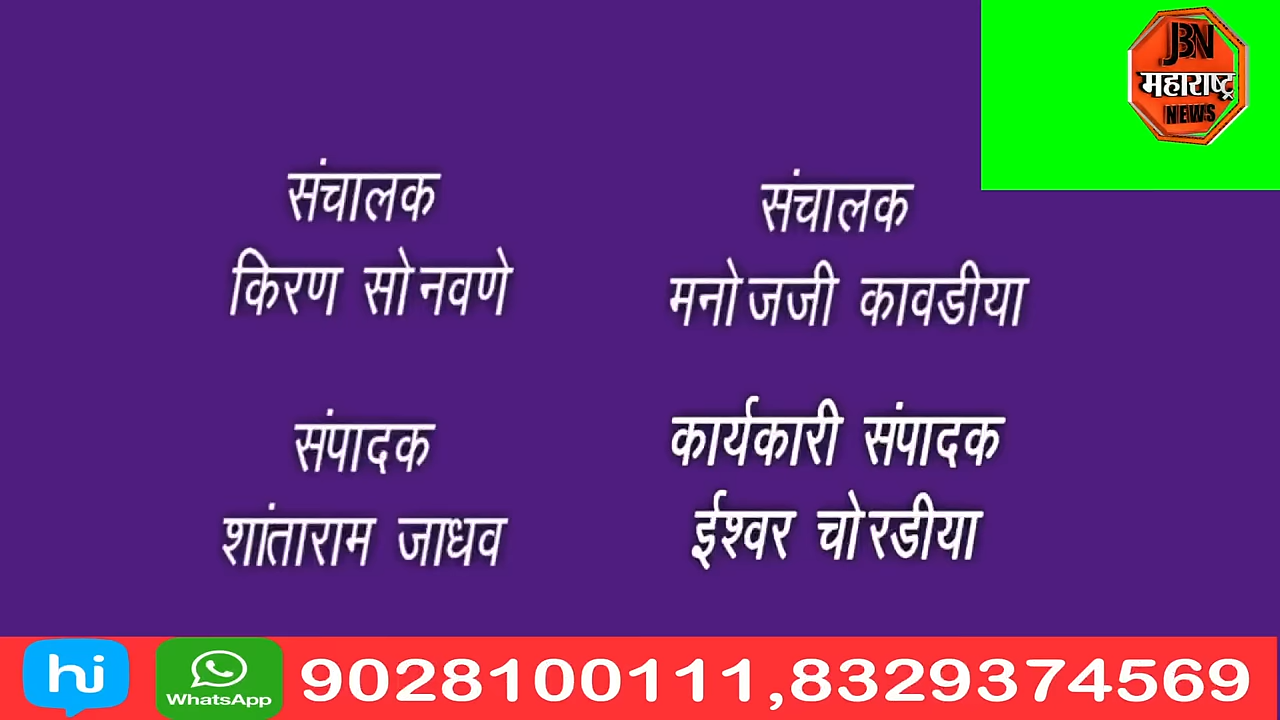 JBN
महाराष्ट्र
NEWS
संचालक
किरण सोनवणे
संचालक
मनोजजी कावडीया
संपादक
शांताराम जाधव
कार्यकारी संपादक
ईश्वर चोरडीया
hi
WhatsApp
9028100111,8329374569